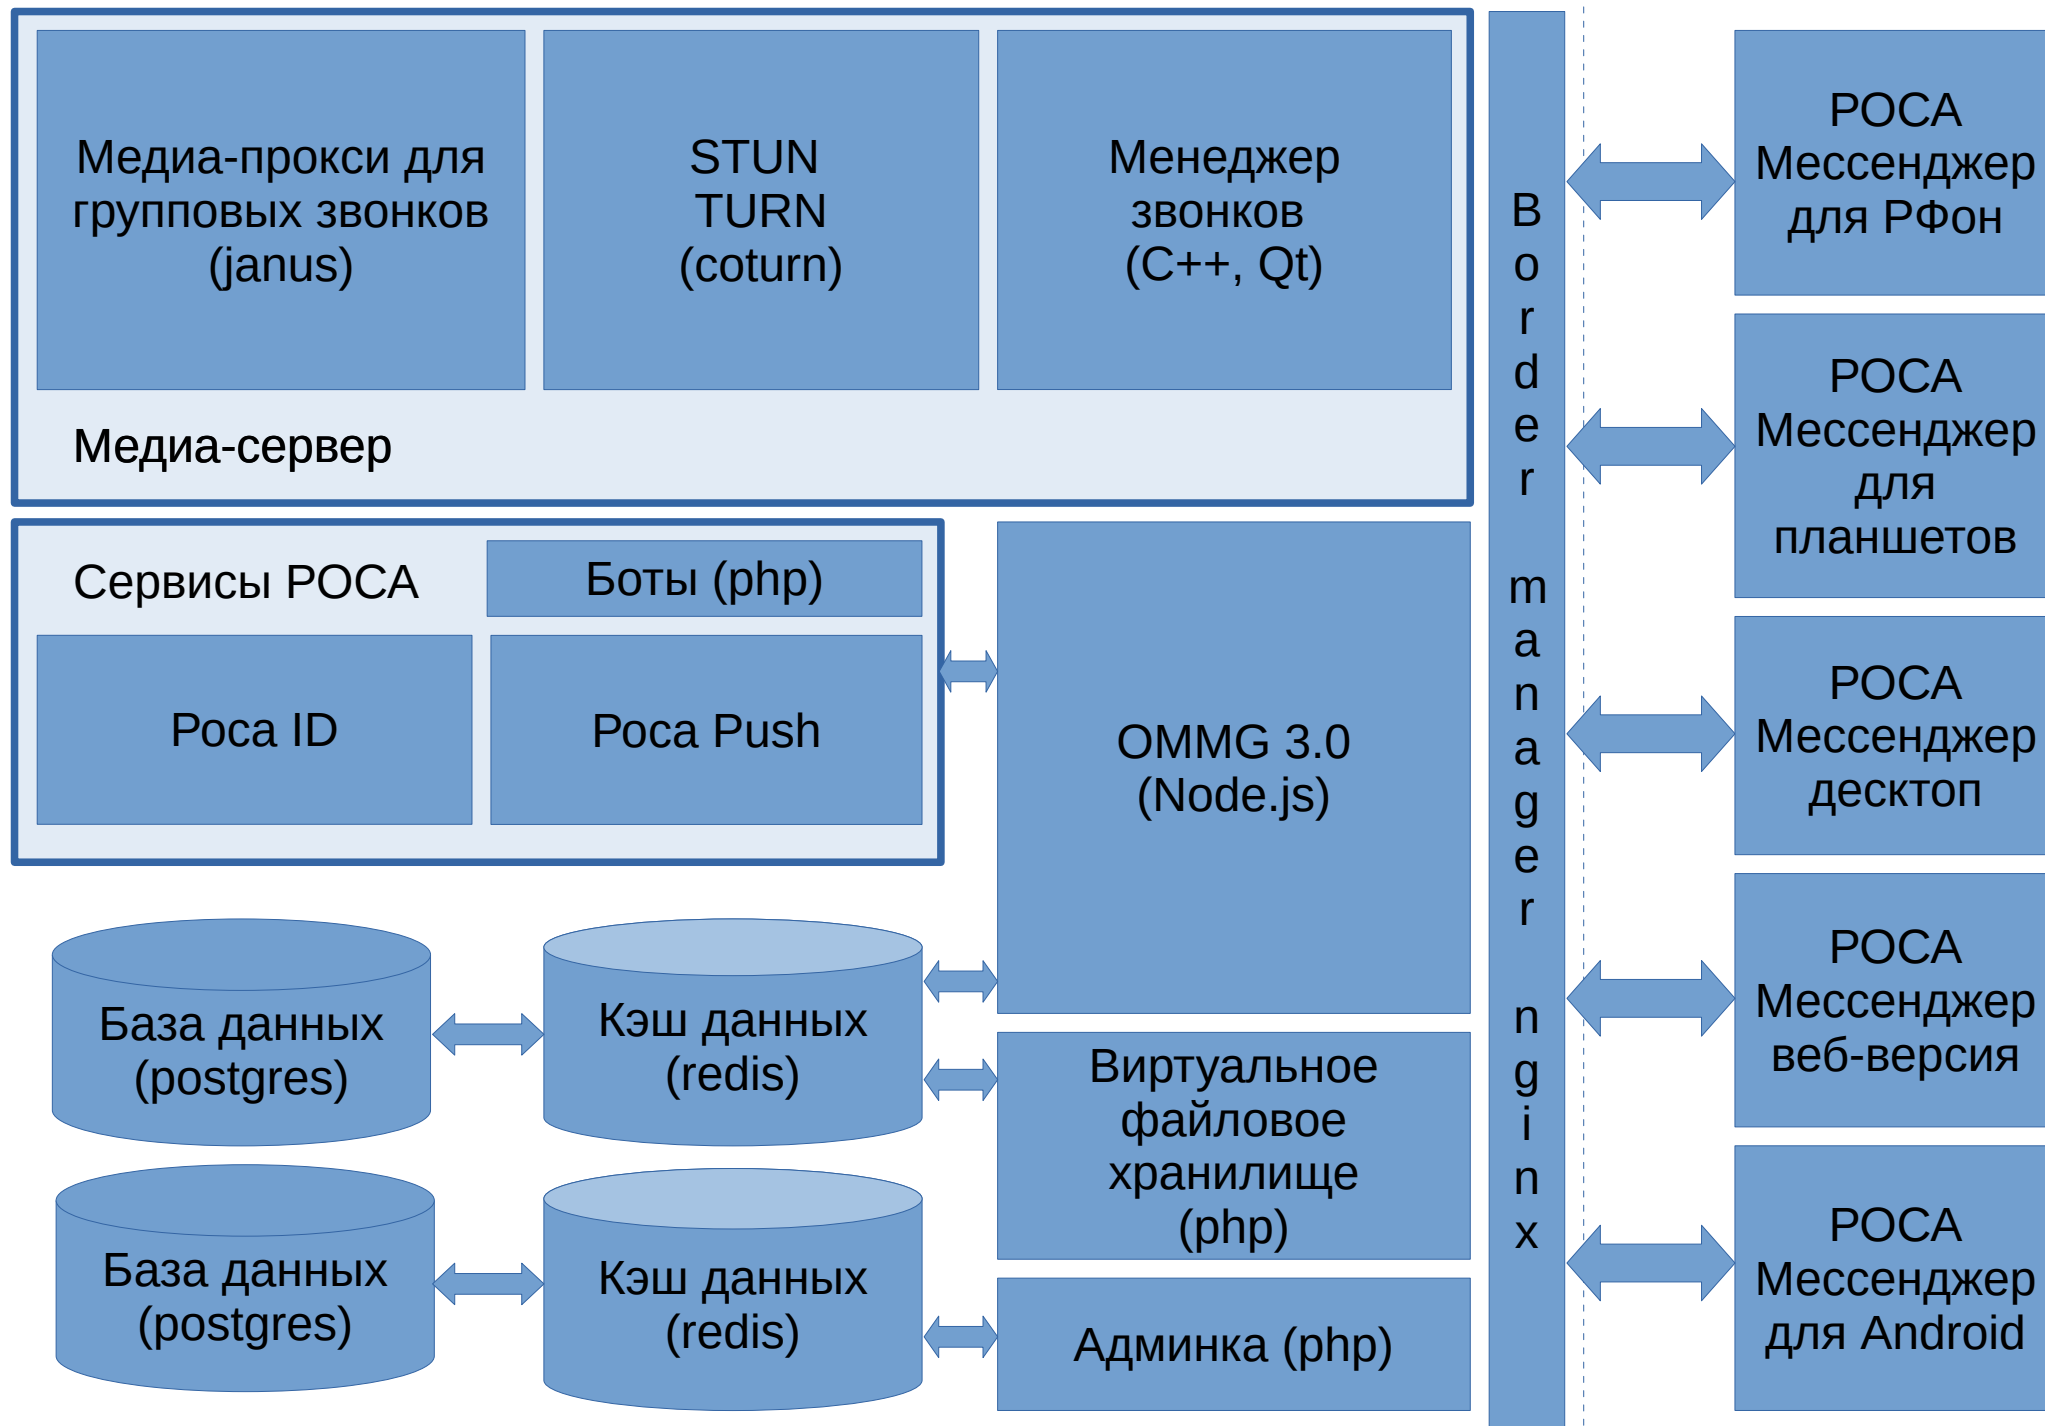 Медиа-прокси для
групповых звонков
(janus)
STUN
TURN
(coturn)
Менеджер
звонков
(C++, Qt)
Медиа-сервер
Сервисы РОСА
Боты (php)
Роса ID
Роса Push
OMMG 3.0
(Node.js)
База данных
(postgres)
Кэш данных
(redis)
Виртуальное
файловое
хранилище
(php)
База данных
(postgres)
Кэш данных
(redis)
Админка (php)
Border manager nginx
РОСА
Мессенджер
для РФон
РОСА
Мессенджер
для
планшетов
РОСА
Мессенджер
десктоп
РОСА
Мессенджер
веб-версия
РОСА
Мессенджер
для Android